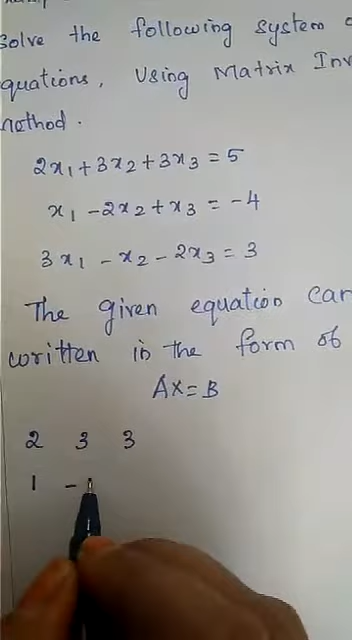 Solve the following system
equations, Using Matrix Inv
method.
2x₁+3x₂+3x₃=5
x₁-2x₂+x₃=-4
3x₁-x₂-2x₃=3
The given equation can
written in the form of
AX=B
2 3 3
1 -